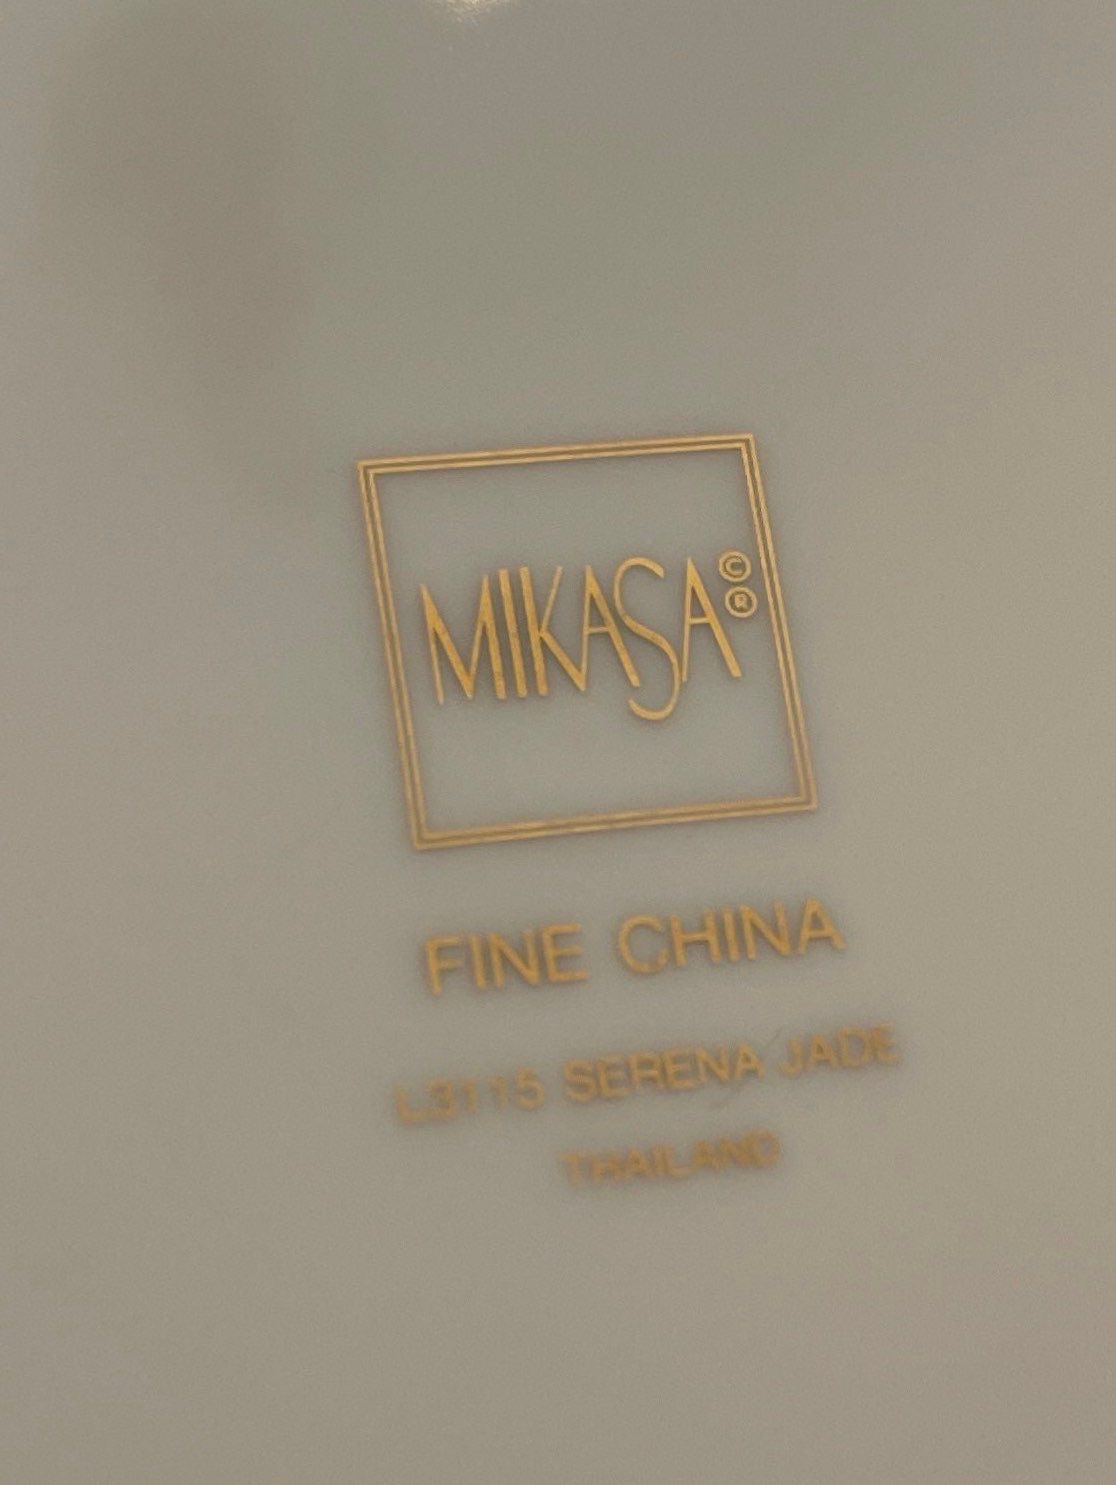 MIKASA©®
FINE CHINA
L3115 SERENA JADE
THAILAND